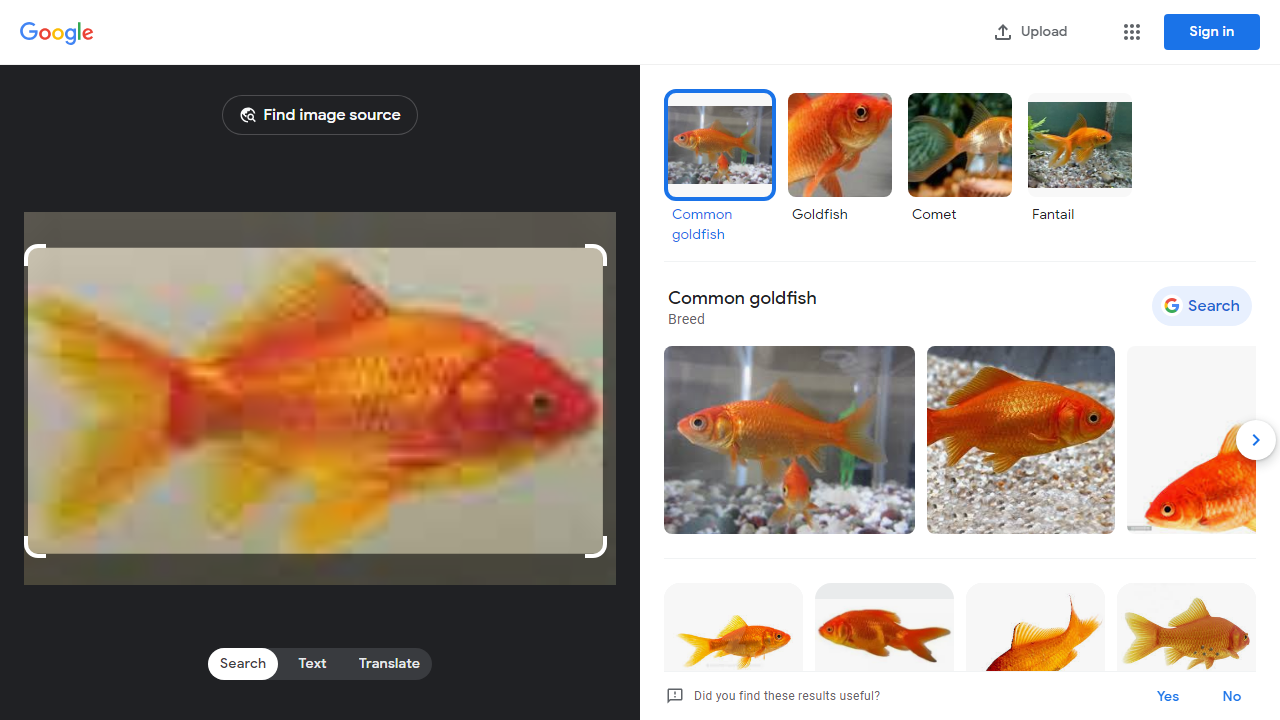 Google
Upload
Sign in
Find image source
Common
goldfish
Goldfish
Comet
Fantail
Common goldfish
Breed
Search
Search
Text
Translate
Did you find these results useful?
Yes
No